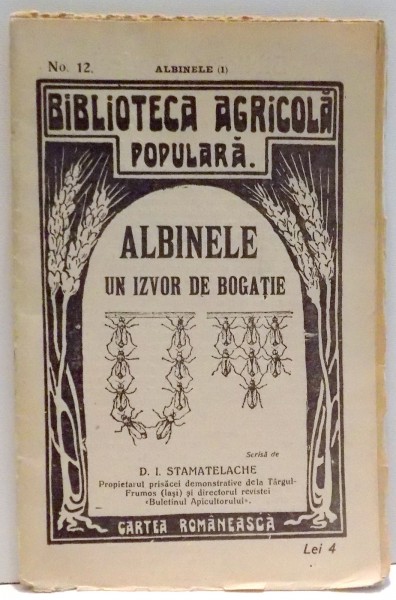 No. 12.
ALBINELE (1)
BIBLIOTECA AGRICOLĂ
POPULARĂ.
ALBINELE
UN IZVOR DE BOGAȚIE
Scrisă de
D. I. STAMATELACHE
Propietarul prisăcei demonstrative dela Târgul-
Frumos (Iași) și directorul revistei
«Buletinul Apicultorului».
CARTEA ROMÂNEASCĂ
Lei 4